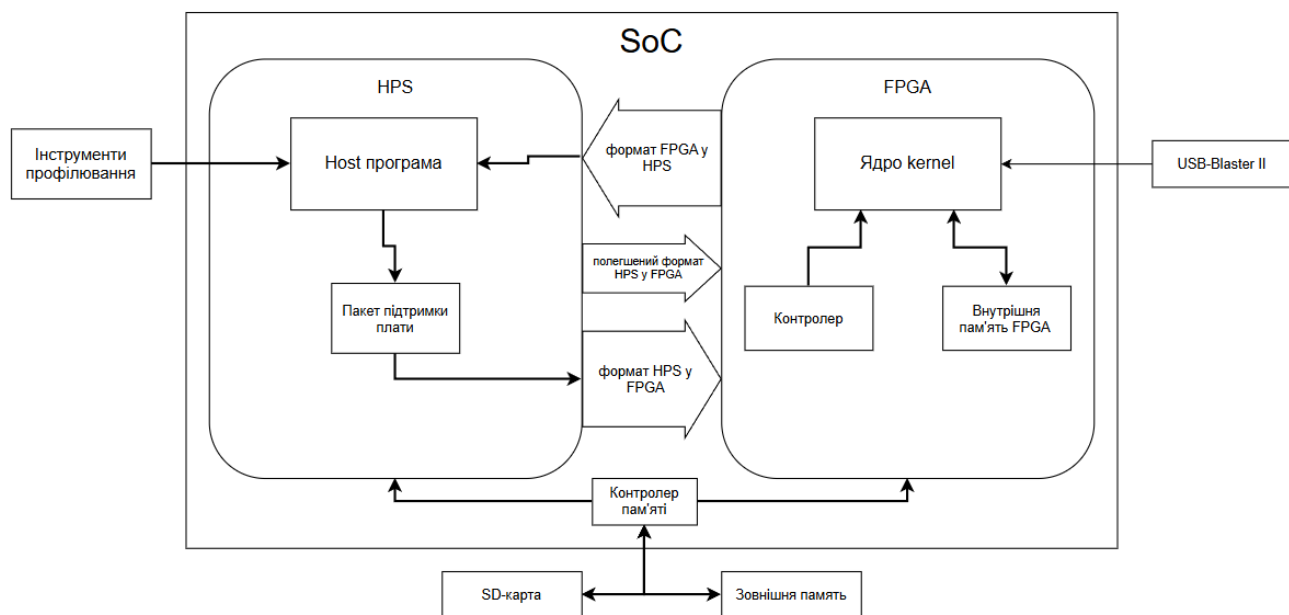 SoC
HPS
FPGA
Інструменти
профілювання
Host програма
формат FPGA у
HPS
Ядро kernel
USB-Blaster II
полегшений формат
HPS у FPGA
Пакет підтримки
плати
Контролер
Внутрішня
пам'ять FPGA
формат HPS у
FPGA
Контролер
пам'яті
SD-карта
Зовнішня память